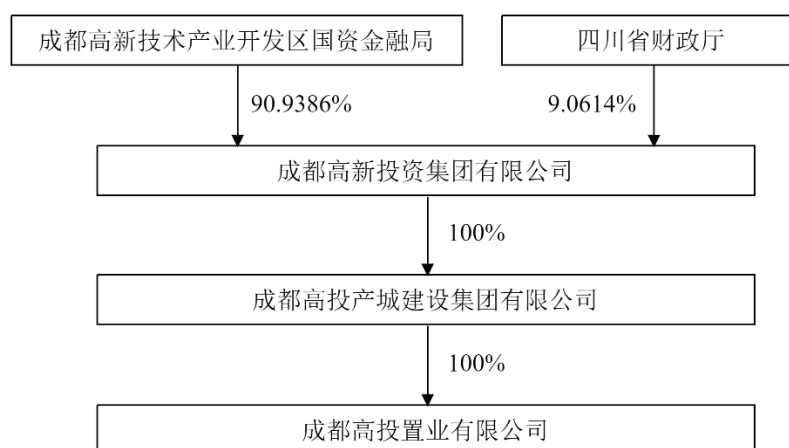 成都高新技术产业开发区国资金融局
四川省财政厅
90.9386%
9.0614%
成都高新投资集团有限公司
100%
成都高投产城建设集团有限公司
100%
成都高投置业有限公司